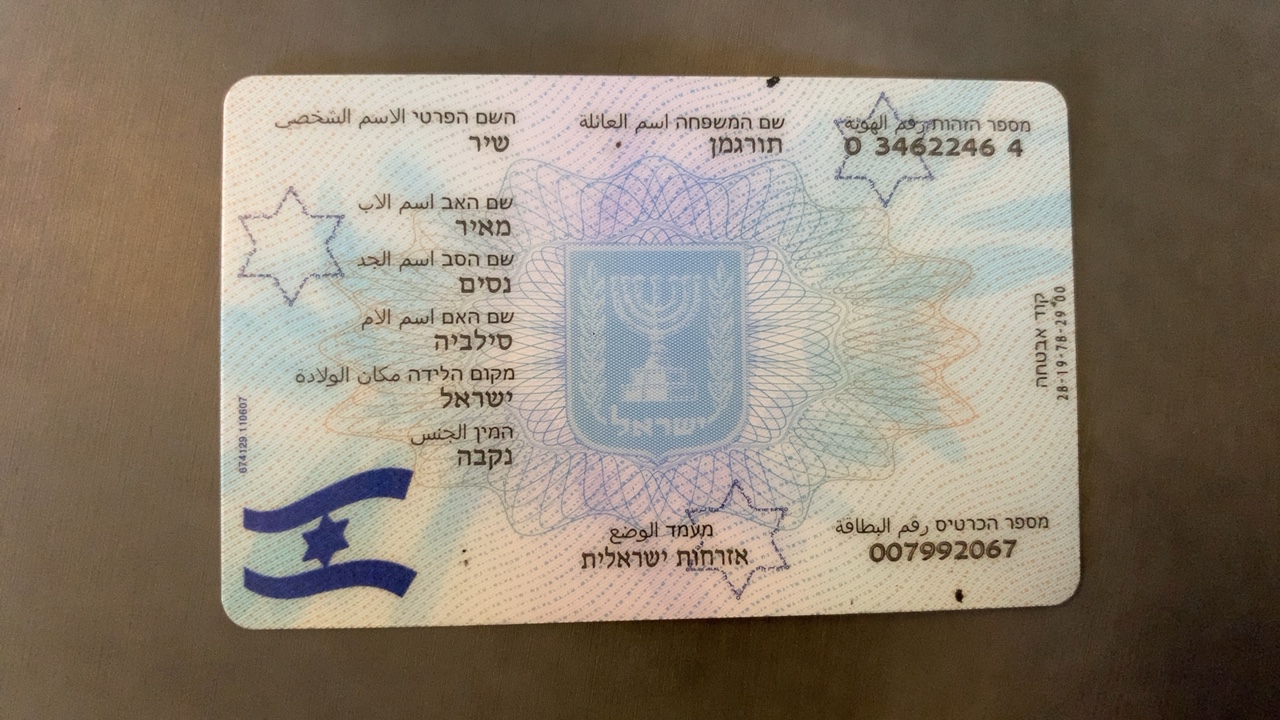 השם הפרטי الاسم الشخصي
שיר
שם המשפחה اسم العائلة
תורגמן
מספר הזהות رقم الهوية
0 3462246 4
שם האב اسم الاب
מאיר
שם הסב اسم الجد
נסים
שם האם اسم الام
סילביה
מקום הלידה مكان الولادة
ישראל
המין الجنس
נקבה
ישראל
מעמד الوضع
אזרחות ישראלית
מספר הכרטיס رقم البطاقة
007992067
קוד אבטחה
28-19-78-29 00
674129 110607